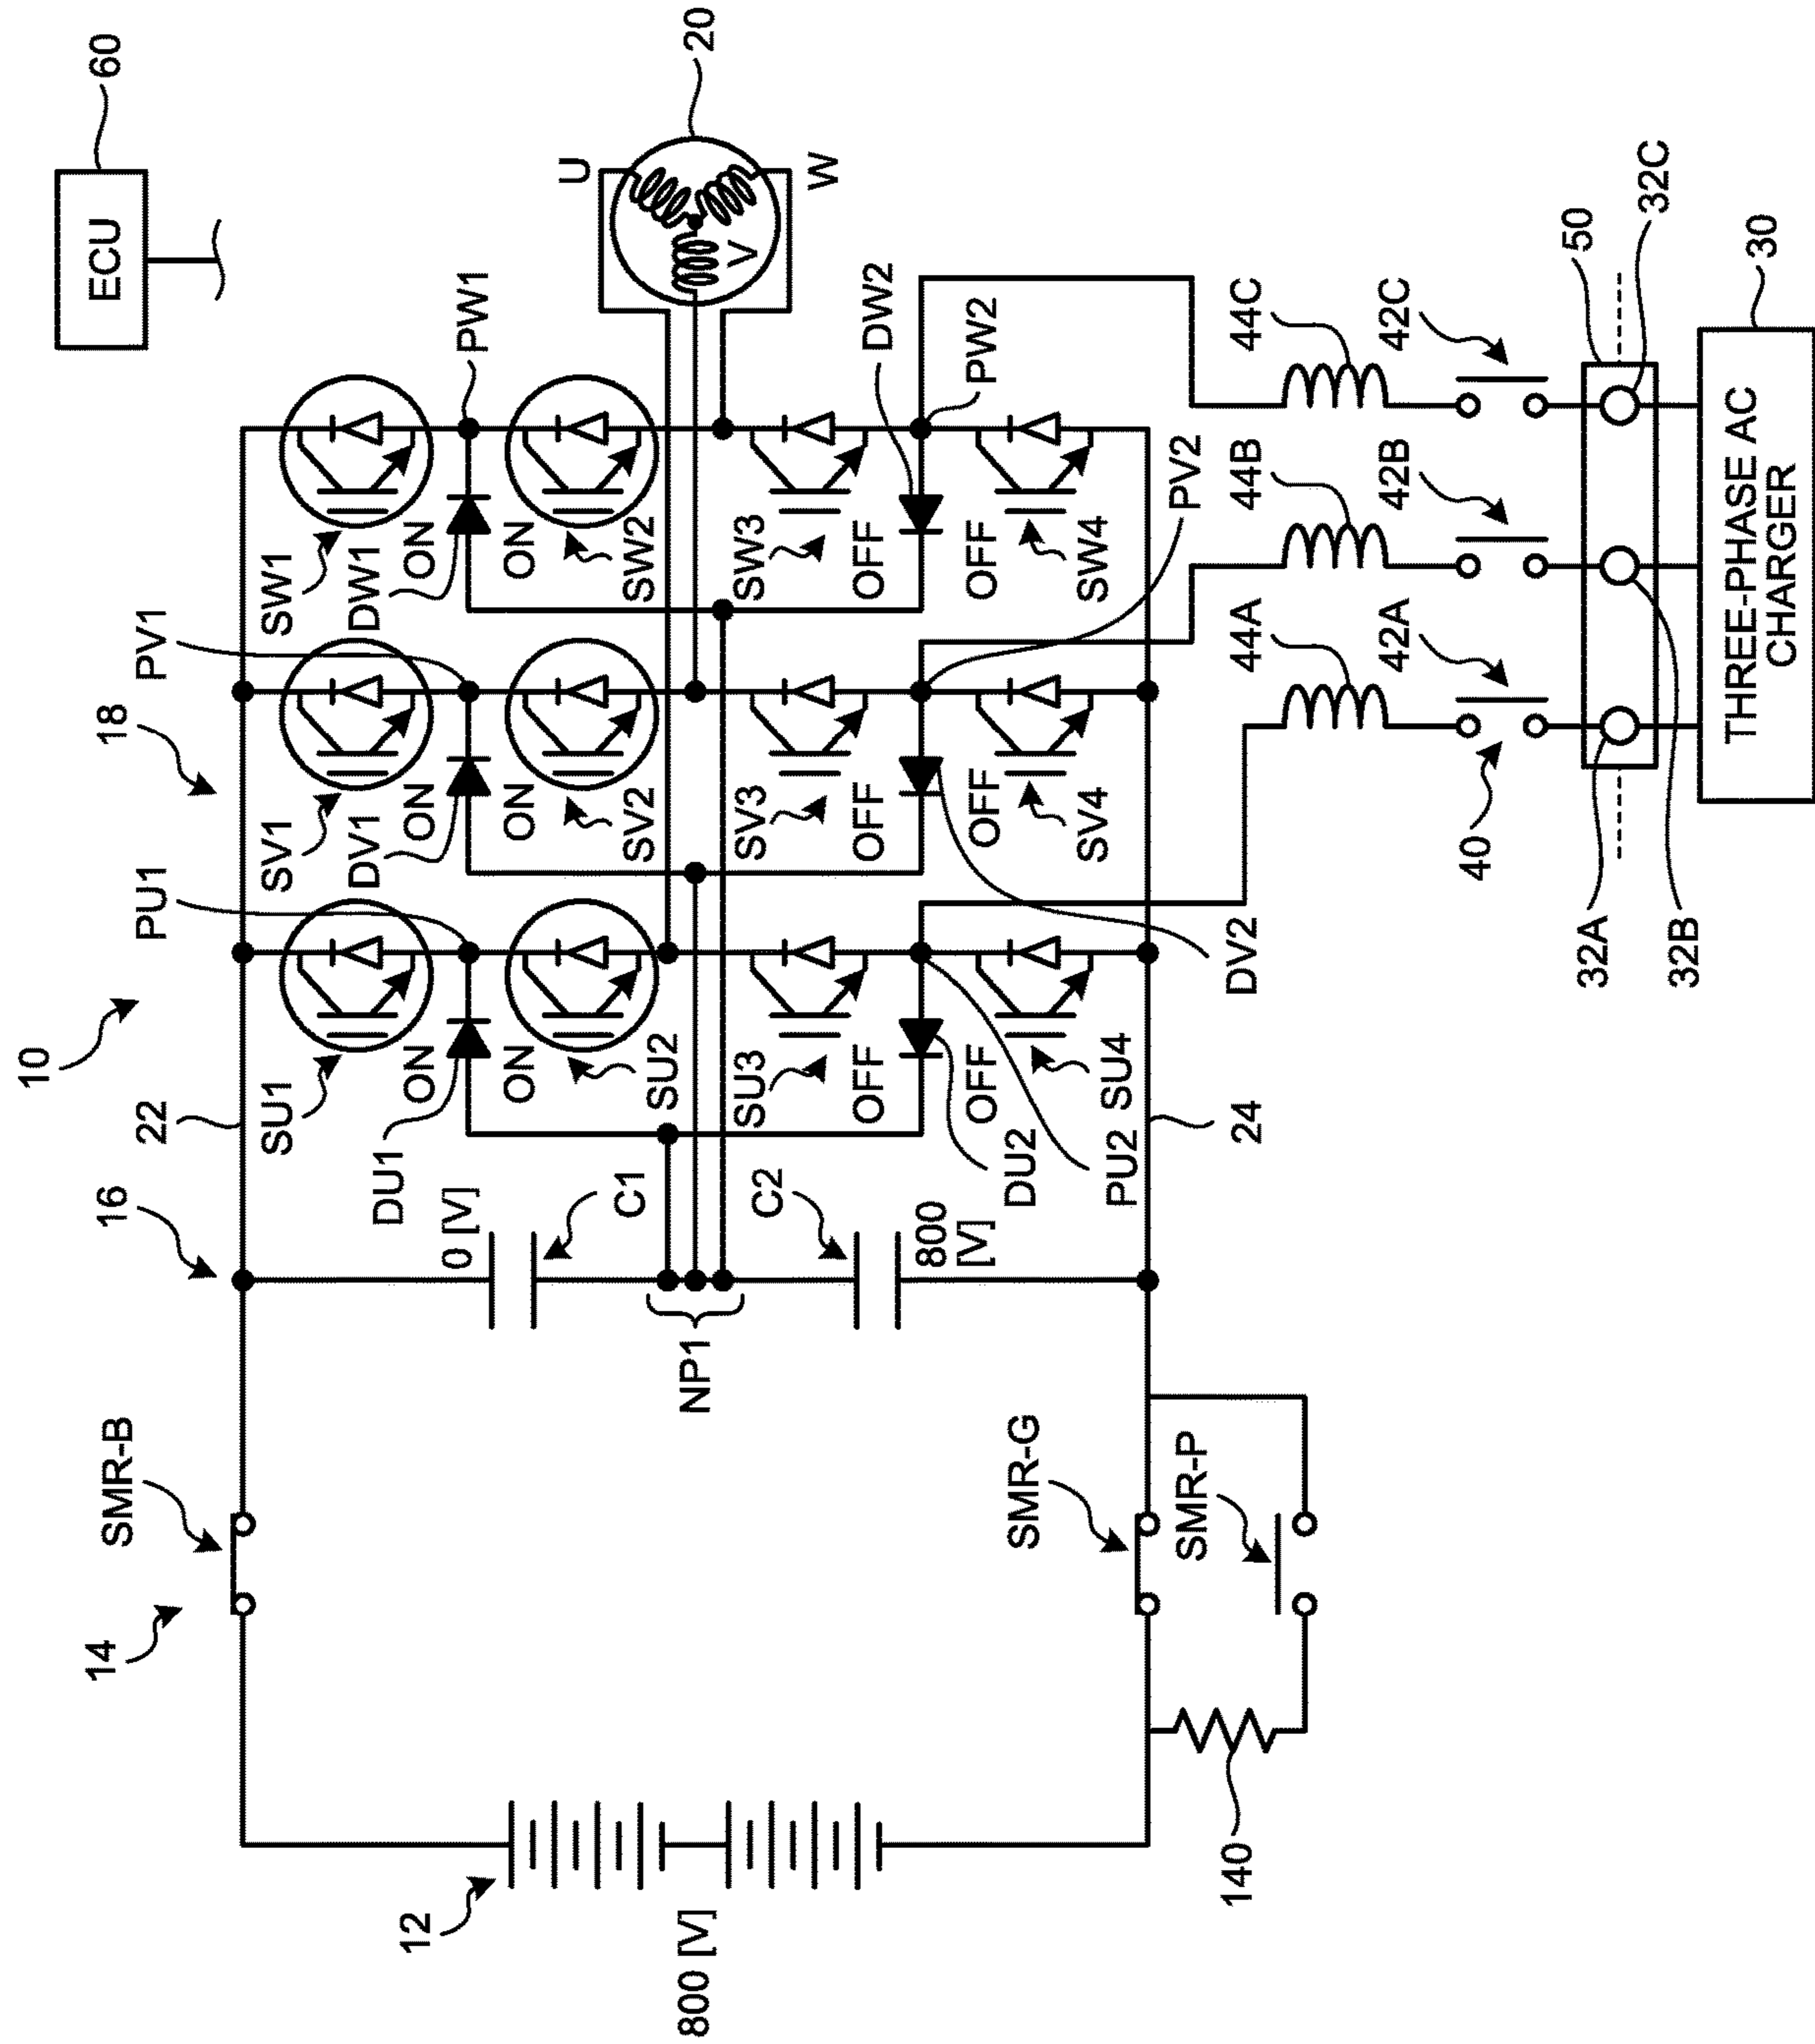 10
60
ECU
16
22
PU1
18
PV1
14
SMR-B
SU1
SV1
SW1
PW1
20
DU1
ON
DV1
ON
DW1
ON
U
0 [V]
C1
ON
SU2
ON
SV2
ON
SW2
V
W
12
800 [V]
NP1
C2
SU3
SV3
SW3
DW2
800
[V]
OFF
OFF
OFF
PW2
SMR-G
DU2
OFF
OFF
OFF
PU2
SU4
SV4
SW4
PV2
SMR-P
24
DV2
44A
44B
44C
140
42A
42B
42C
40
50
32A
32B
32C
THREE-PHASE AC
CHARGER
30